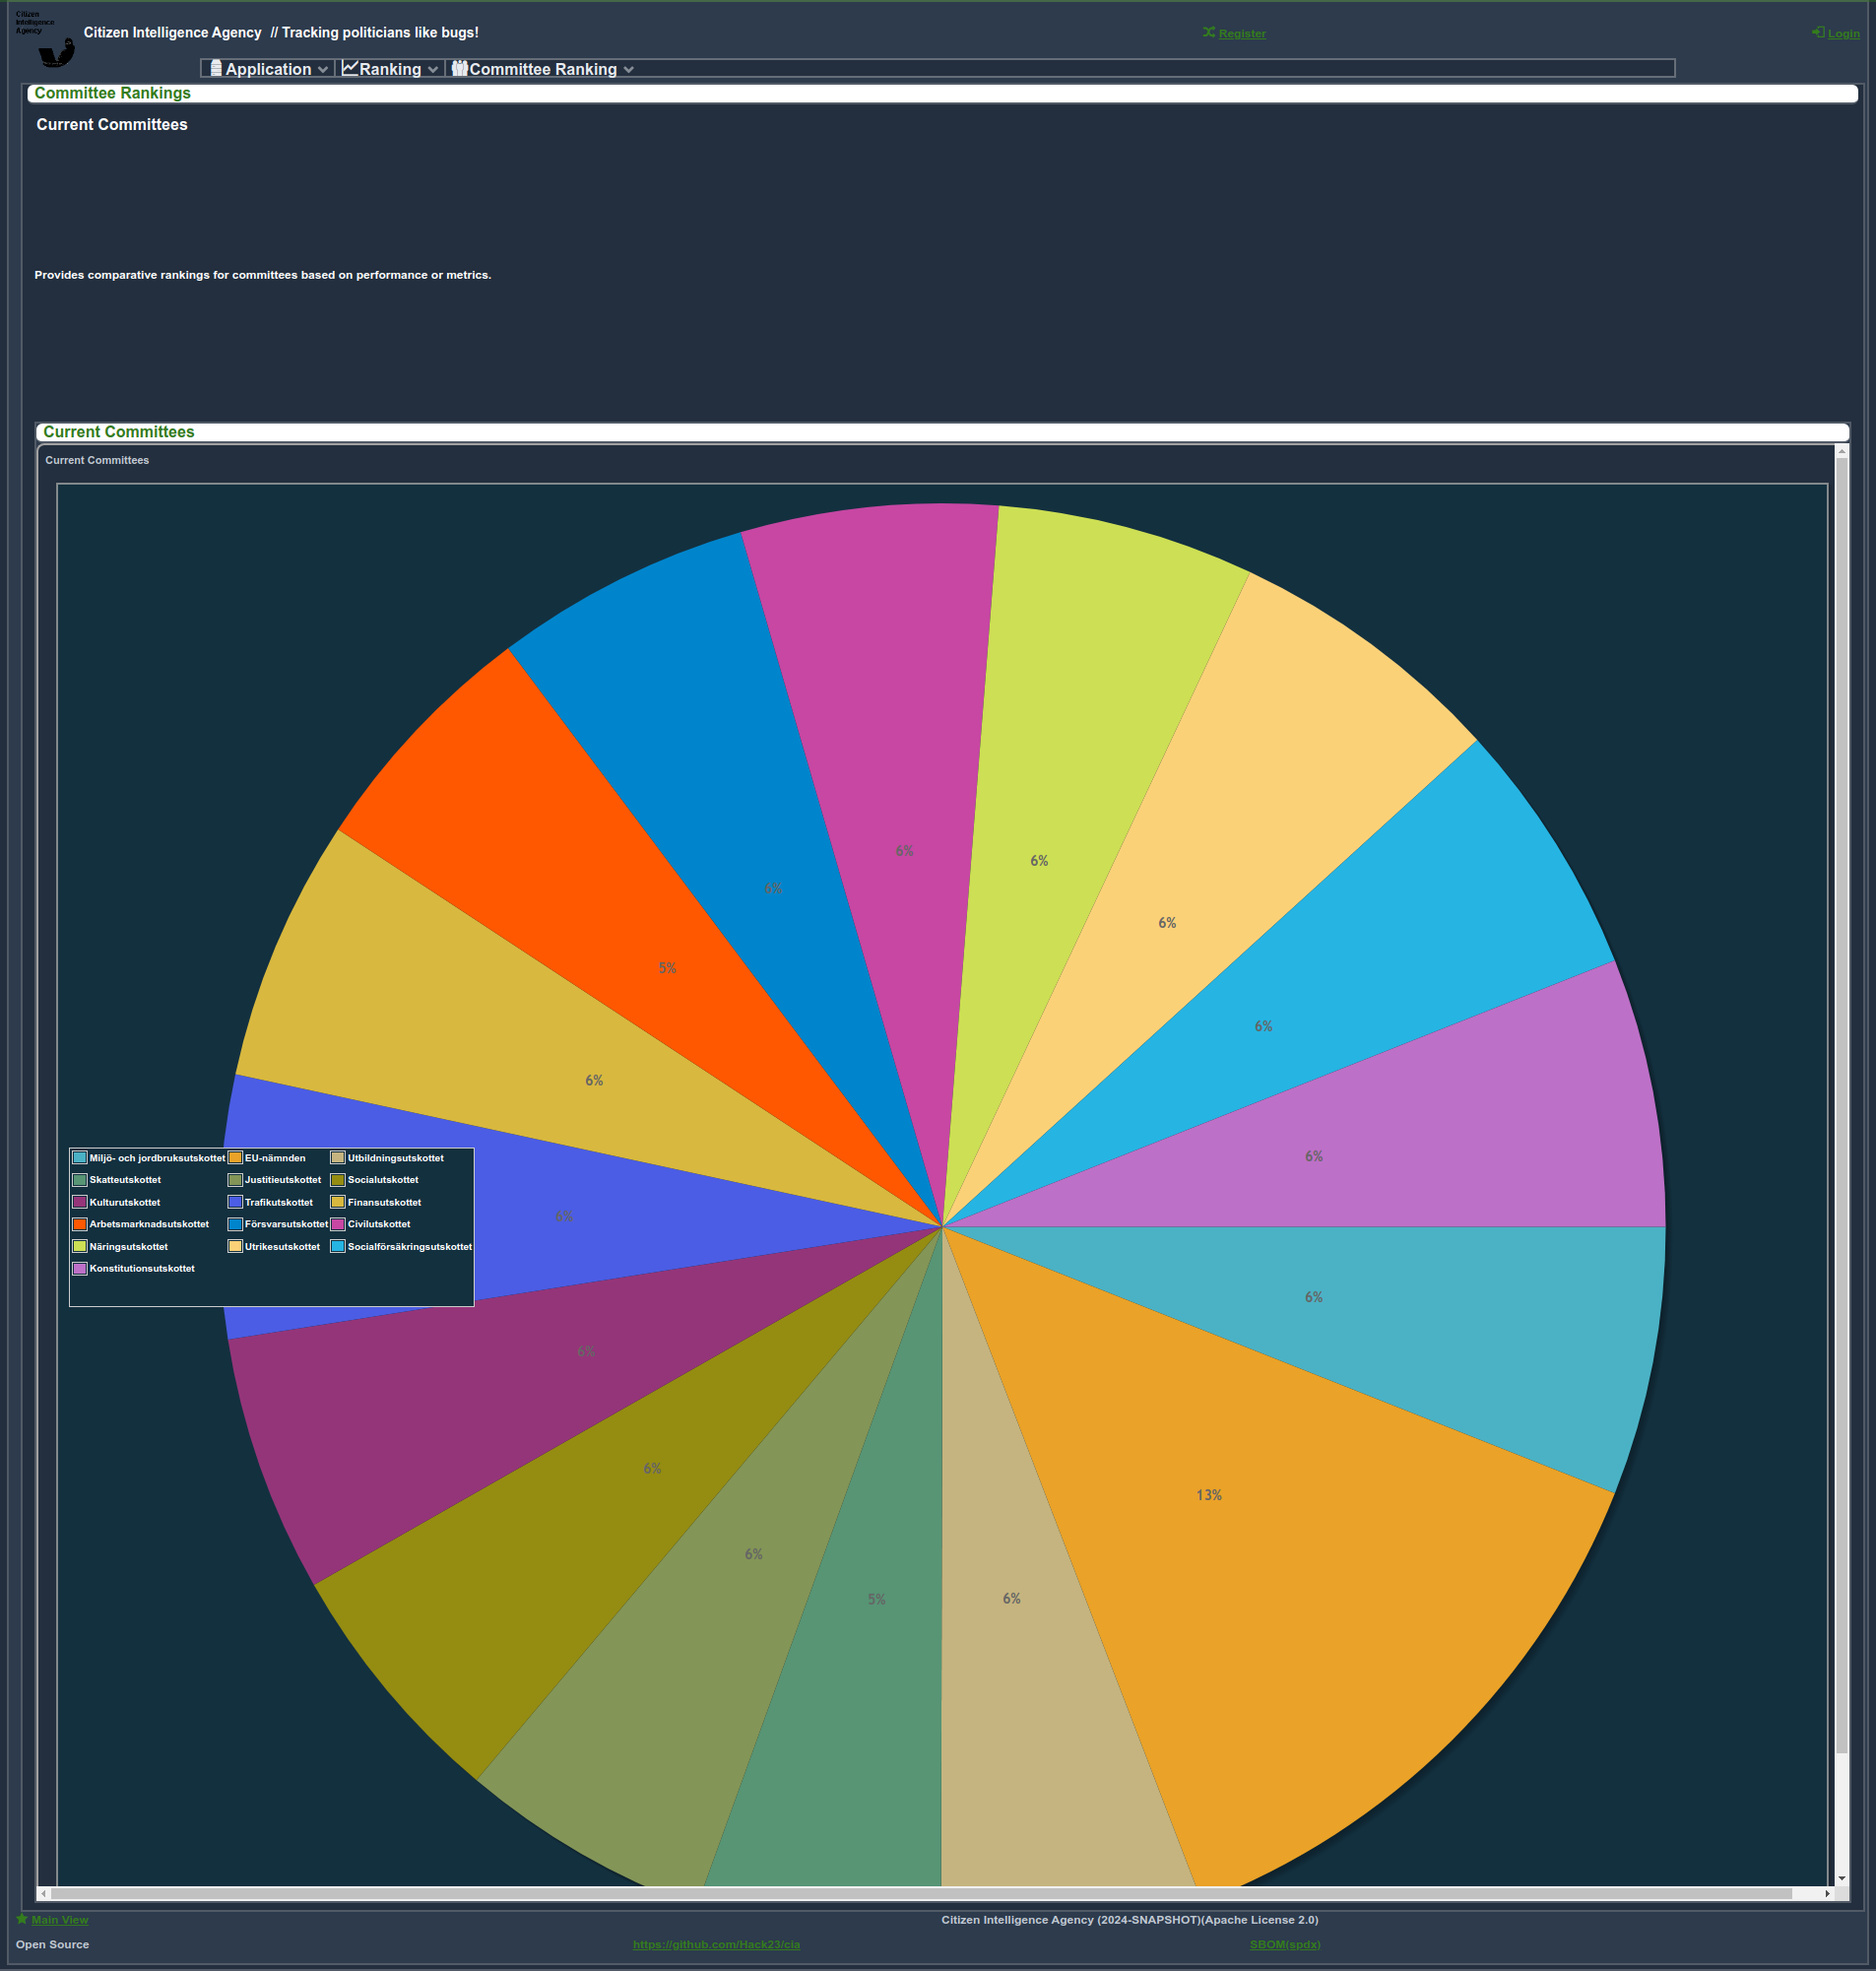 Citizen
Intelligence
Agency
Citizen Intelligence Agency // Tracking politicians like bugs!
Register
Login
Application
Ranking
Committee Ranking
Committee Rankings
Current Committees
Provides comparative rankings for committees based on performance or metrics.
Current Committees
Current Committees
6%
6%
6%
6%
5%
6%
6%
6%
6%
Miljö- och jordbruksutskottet EU-nämnden Utbildningsutskottet
Skatteutskottet Justitieutskottet Socialutskottet
Kulturutskottet Trafikutskottet Finansutskottet
Arbetsmarknadsutskottet Försvarsutskottet Civilutskottet
Näringsutskottet Utrikesutskottet Socialförsäkringsutskottet
Konstitutionsutskottet
6%
6%
6%
6%
13%
6%
5%
6%
Main View
Citizen Intelligence Agency (2024-SNAPSHOT)(Apache License 2.0)
Open Source
https://github.com/Hack23/cia
SBOM(spdx)